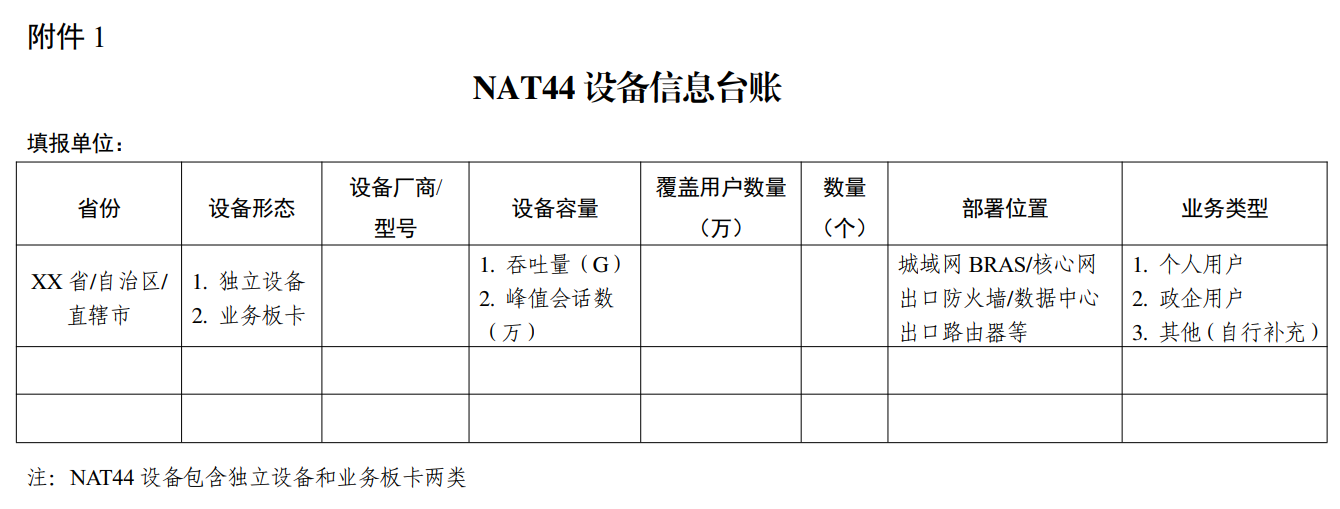 附件 1
NAT44 设备信息台账
填报单位：
省份
设备形态
设备厂商/
型号
设备容量
覆盖用户数量
（万）
数量
（个）
部署位置
业务类型
XX 省/自治区/
直辖市
1. 独立设备
2. 业务板卡
1. 吞吐量（G）
2. 峰值会话数
（万）
城域网 BRAS/核心网
出口防火墙/数据中心
出口路由器等
1. 个人用户
2. 政企用户
3. 其他（自行补充）
注：NAT44 设备包含独立设备和业务板卡两类